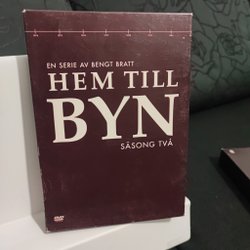 EN SERIE AV BENGT BRATT
HEM TILL
BYN
SÄSONG TVÅ
DVD